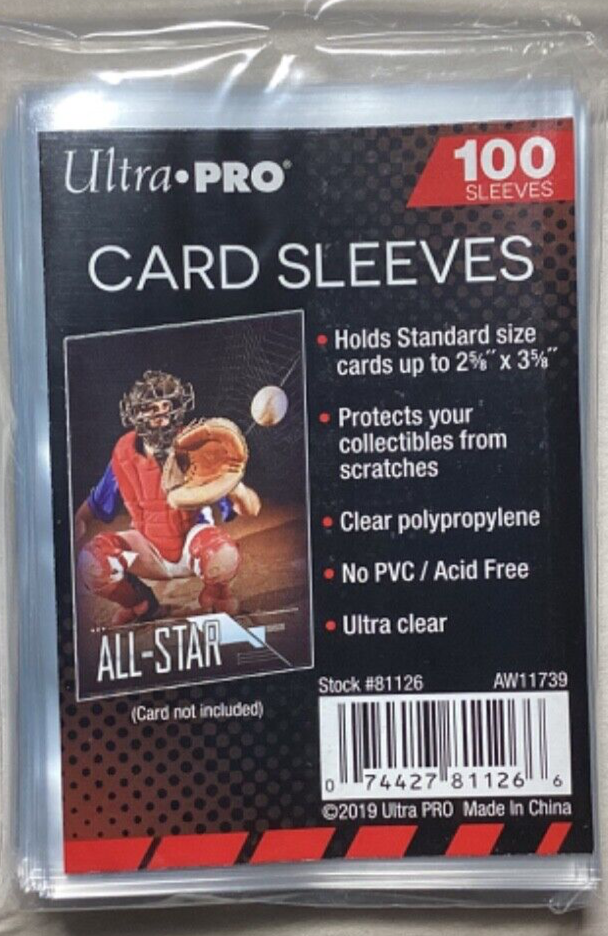 Ultra•PRO®
100
SLEEVES
CARD SLEEVES
• Holds Standard size
cards up to 2⅝″ x 3⅝″
• Protects your
collectibles from
scratches
• Clear polypropylene
• No PVC / Acid Free
• Ultra clear
ALL-STAR
(Card not included)
Stock #81126 AW11739
0 74427 81126 6
©2019 Ultra PRO Made In China